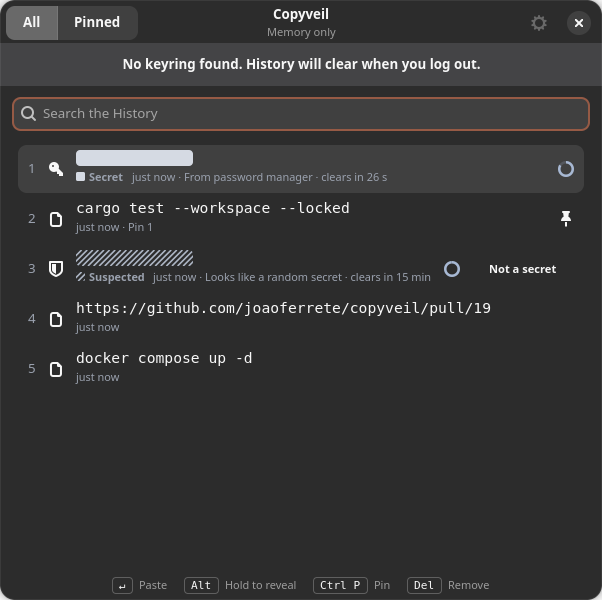 All
Pinned
Copyveil
Memory only
No keyring found. History will clear when you log out.
Search the History
1
Secret just now · From password manager · clears in 26 s
2
cargo test --workspace --locked
just now · Pin 1
3
Suspected just now · Looks like a random secret · clears in 15 min
Not a secret
4
https://github.com/joaoferrete/copyveil/pull/19
just now
5
docker compose up -d
just now
↵ Paste Alt Hold to reveal Ctrl P Pin Del Remove